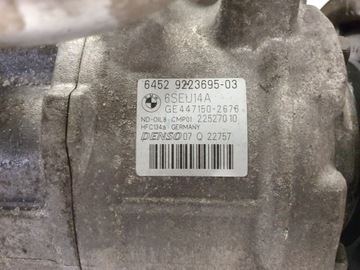 6452 9223695-03
6SEU14A
GE447150-2676
ND-OIL8 CMP01 22527010
HFC134a GERMANY
DENSO 07 Q 22757